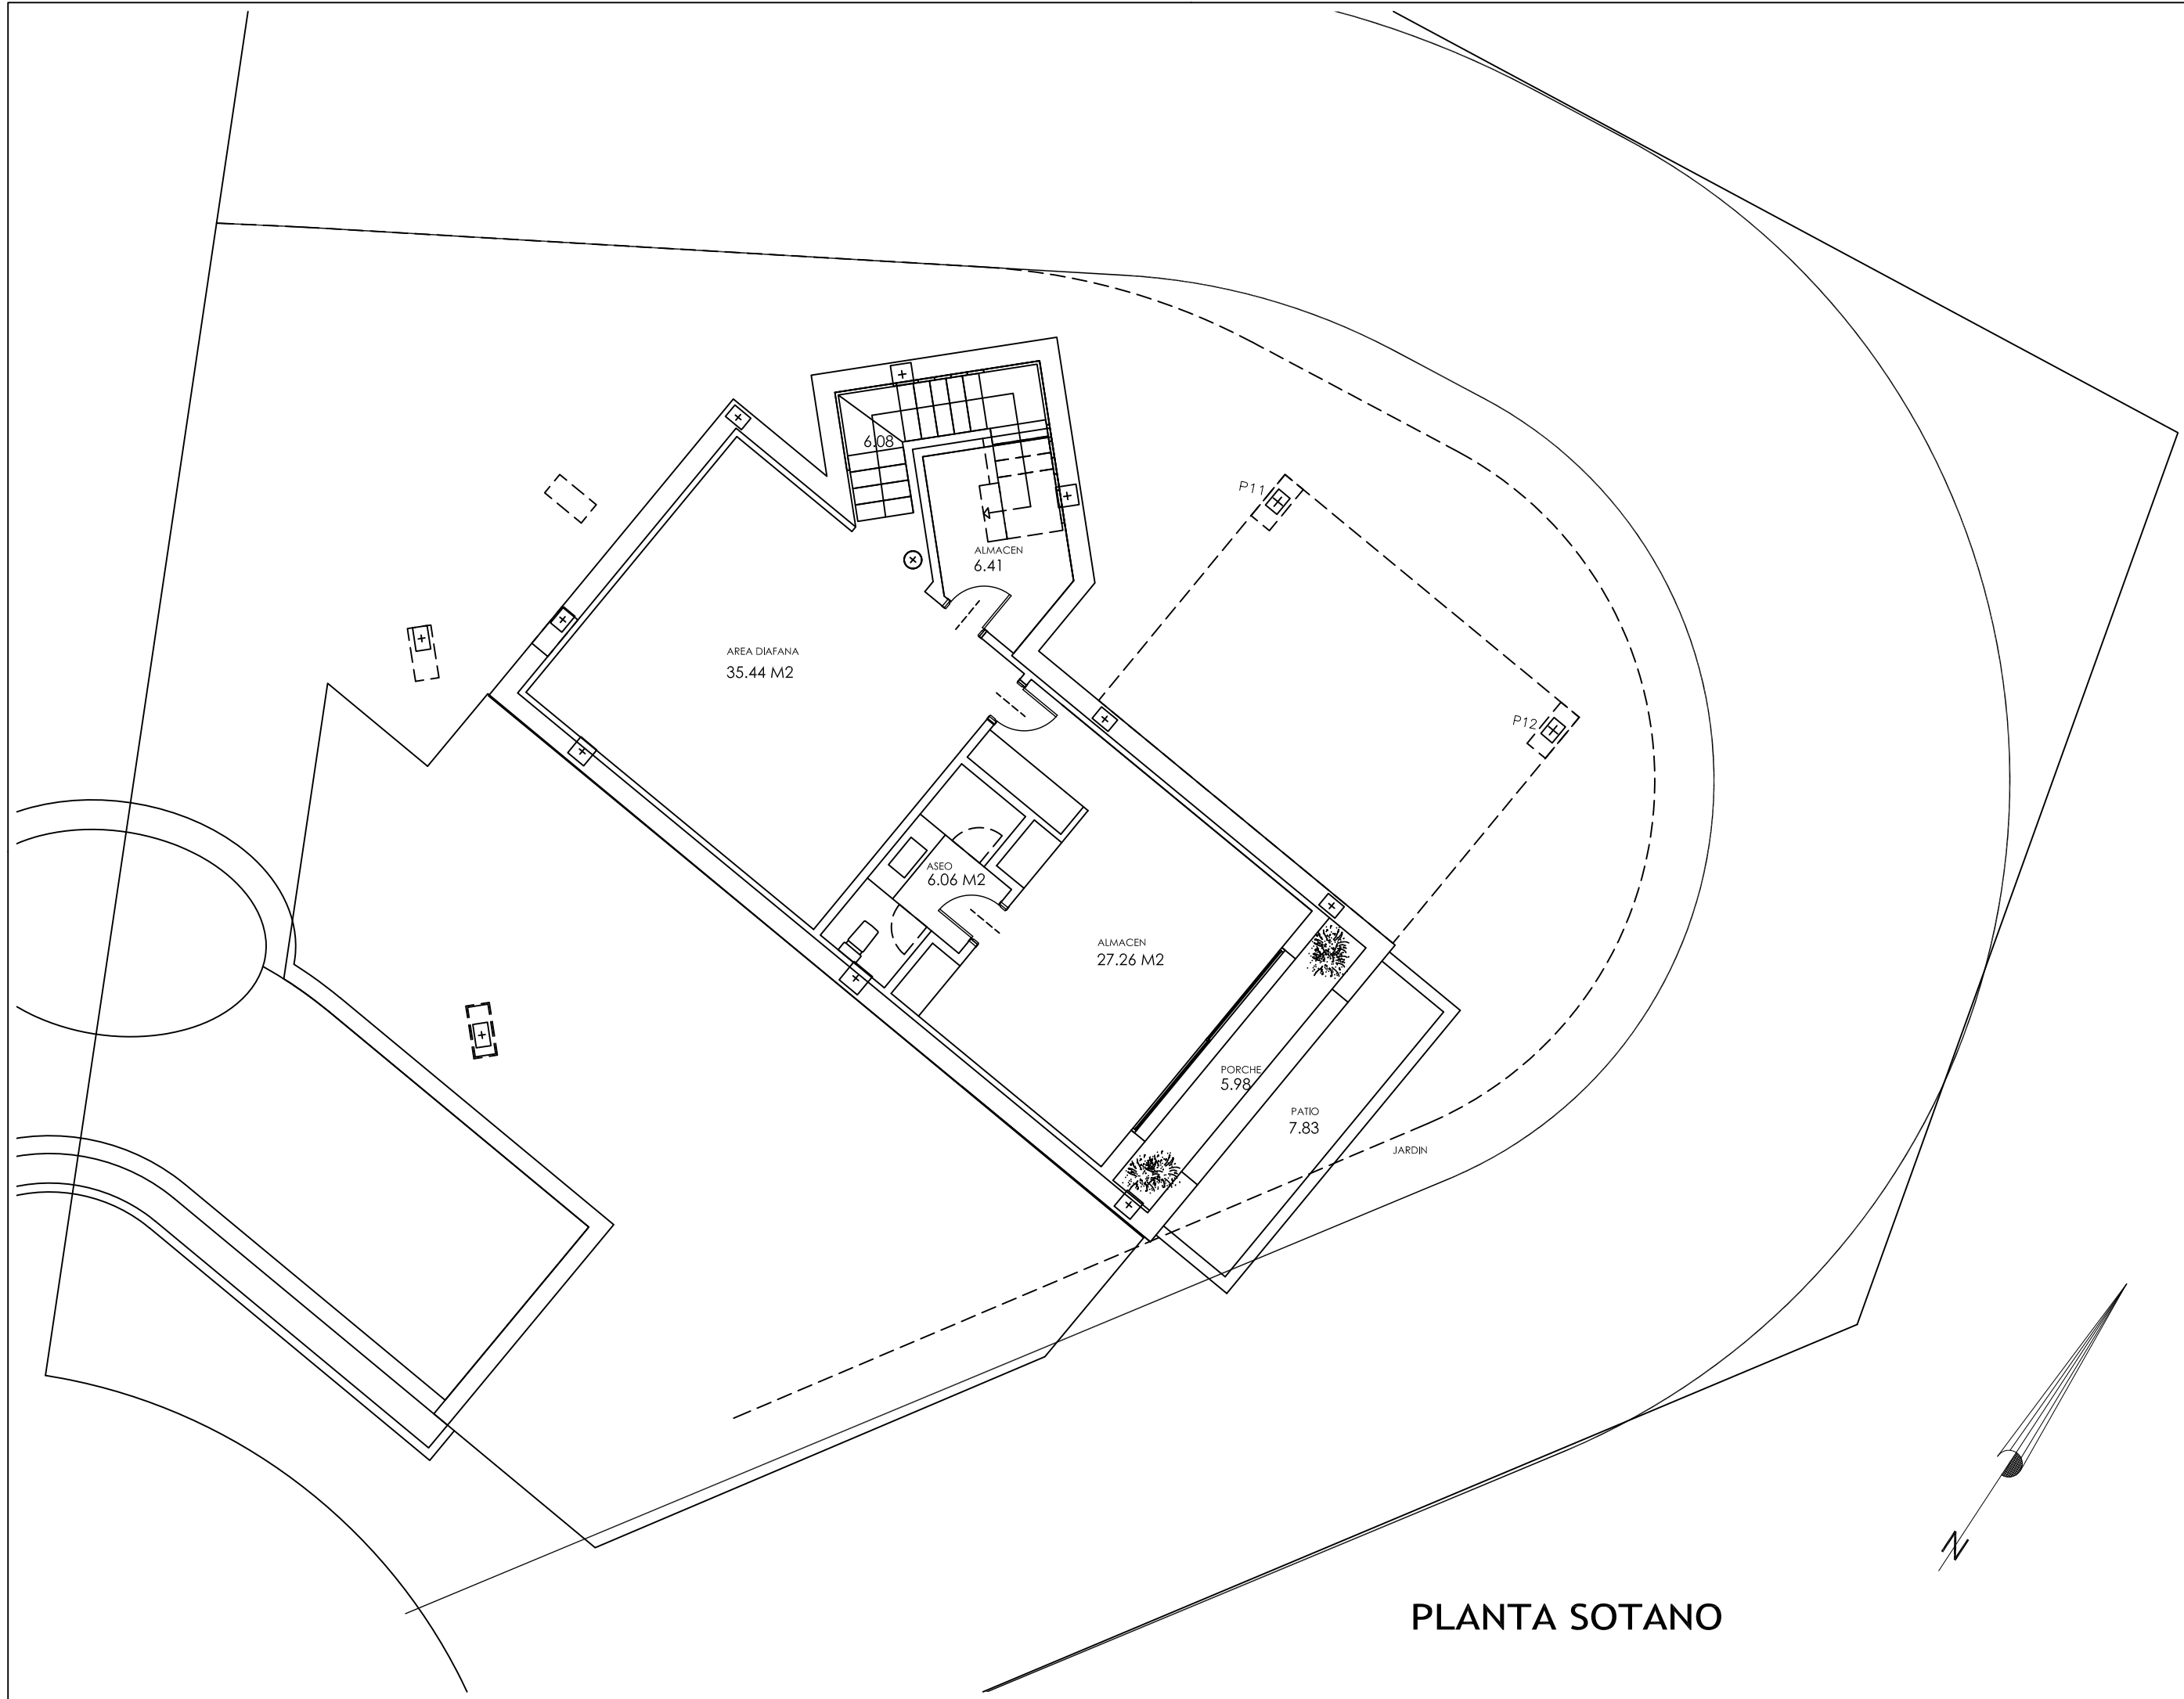 6.08
P11
ALMACEN
6.41
AREA DIAFANA
35.44 M2
P12
ASEO
6.06 M2
ALMACEN
27.26 M2
PORCHE
5.98
PATIO
7.83
JARDIN
N
PLANTA SOTANO